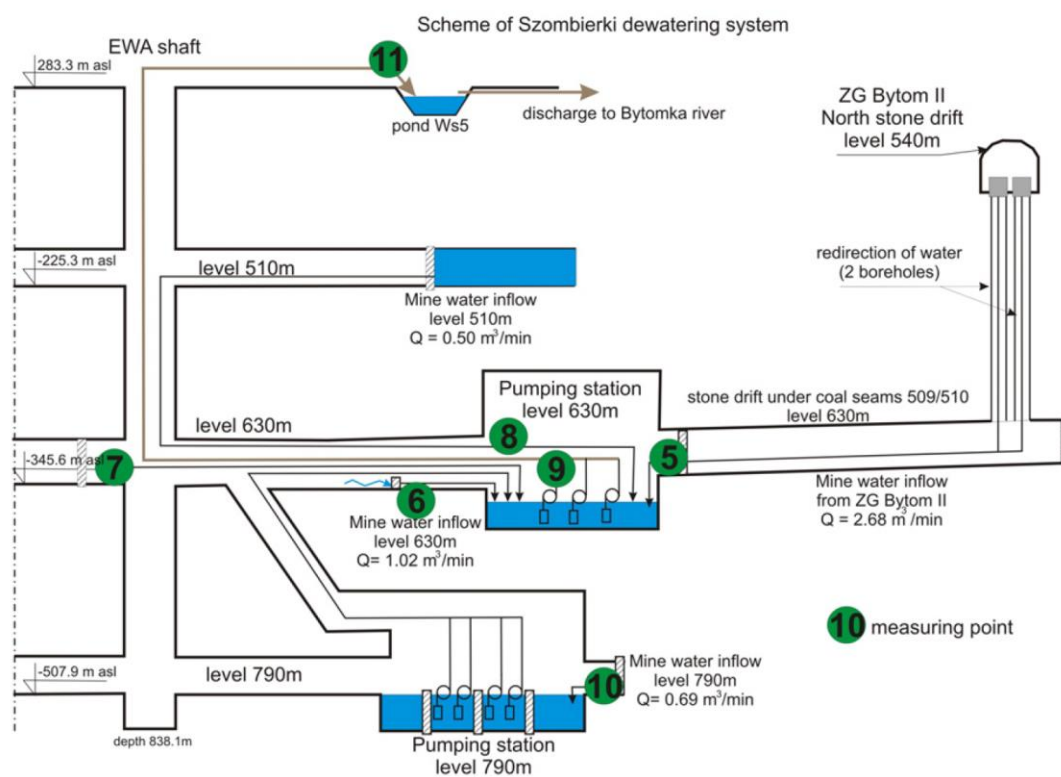 Scheme of Szombierki dewatering system
EWA shaft
283.3 m asl
11
pond Ws5
discharge to Bytomka river
ZG Bytom II
North stone drift
level 540m
redirection of water
(2 boreholes)
-225.3 m asl
level 510m
Mine water inflow
level 510m
Q = 0.50 m³/min
Pumping station
level 630m
stone drift under coal seams 509/510
level 630m
level 630m
8
5
-345.6 m asl
7
9
6
Mine water inflow
level 630m
Q= 1.02 m³/min
Mine water inflow
from ZG Bytom II
Q = 2.68 m³/min
10 measuring point
-507.9 m asl
level 790m
10
Mine water inflow
level 790m
Q= 0.69 m³/min
depth 838.1m
Pumping station
level 790m